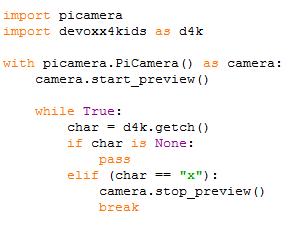 import picamera
import devoxx4kids as d4k

with picamera.PiCamera() as camera:
    camera.start_preview()

    while True:
        char = d4k.getch()
        if char is None:
            pass
        elif (char == "x"):
            camera.stop_preview()
            break